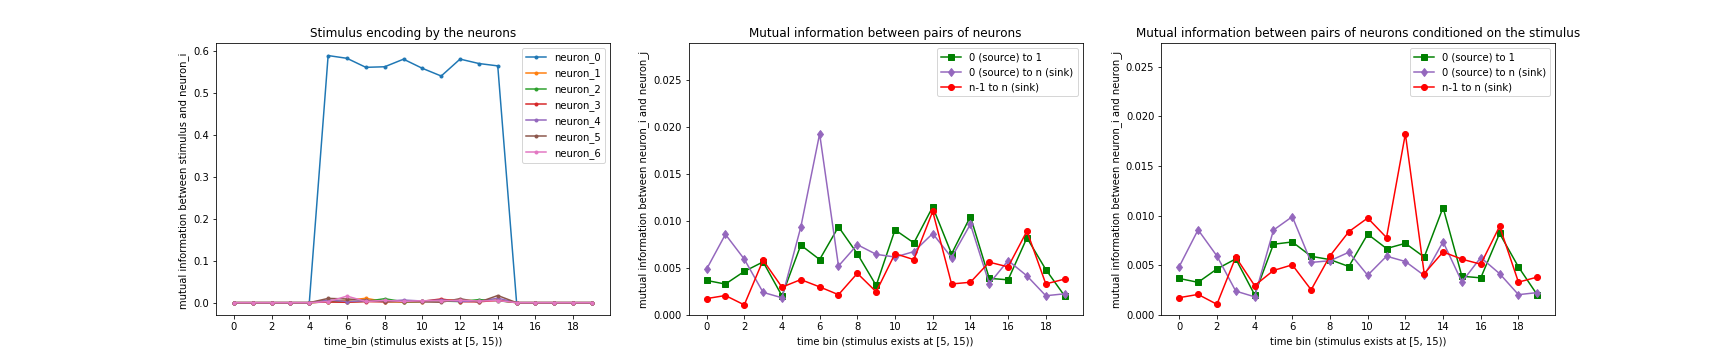 Stimulus encoding by the neurons
mutual information between stimulus and neuron_i
0.6
0.5
0.4
0.3
0.2
0.1
0.0
neuron_0
neuron_1
neuron_2
neuron_3
neuron_4
neuron_5
neuron_6
0 2 4 6 8 10 12 14 16 18
time_bin (stimulus exists at [5, 15))
Mutual information between pairs of neurons
mutual information between neuron_i and neuron_j
0.025
0.020
0.015
0.010
0.005
0.000
0 (source) to 1
0 (source) to n (sink)
n-1 to n (sink)
0 2 4 6 8 10 12 14 16 18
time bin (stimulus exists at [5, 15))
Mutual information between pairs of neurons conditioned on the stimulus
mutual information between neuron_i and neuron_j
0.025
0.020
0.015
0.010
0.005
0.000
0 (source) to 1
0 (source) to n (sink)
n-1 to n (sink)
0 2 4 6 8 10 12 14 16 18
time bin (stimulus exists at [5, 15))